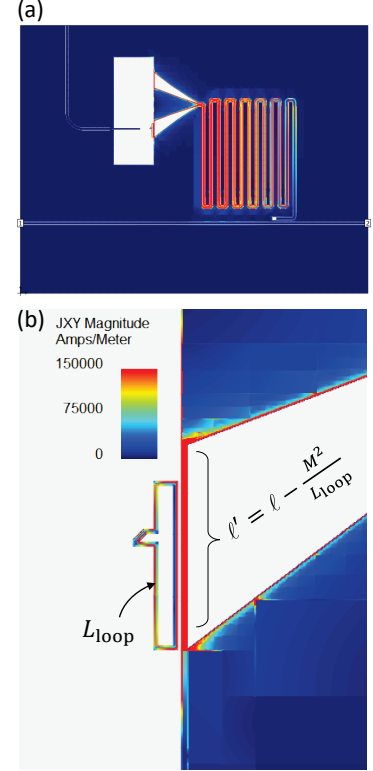 (a)
1
2
(b)
JXY Magnitude
Amps/Meter
150000
75000
0
ℓ′ = ℓ − M²/L_loop
L_loop